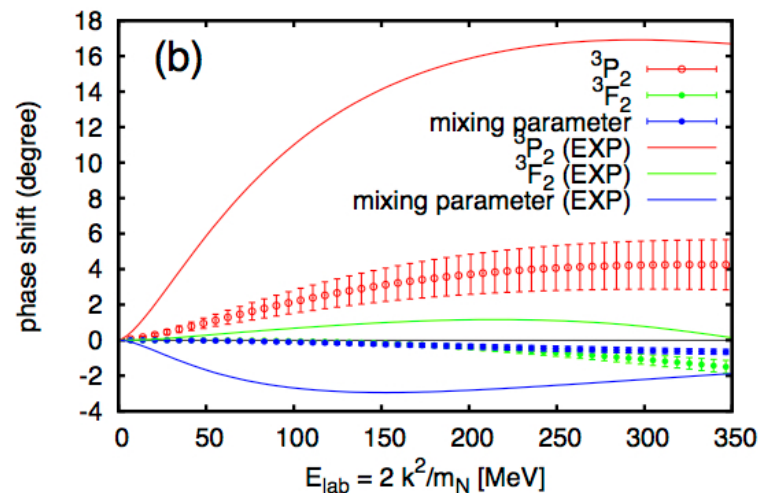 (b)
³P₂
³F₂
mixing parameter
³P₂ (EXP)
³F₂ (EXP)
mixing parameter (EXP)
phase shift (degree)
18
16
14
12
10
8
6
4
2
0
-2
-4
0 50 100 150 200 250 300 350
E_lab = 2 k²/m_N [MeV]